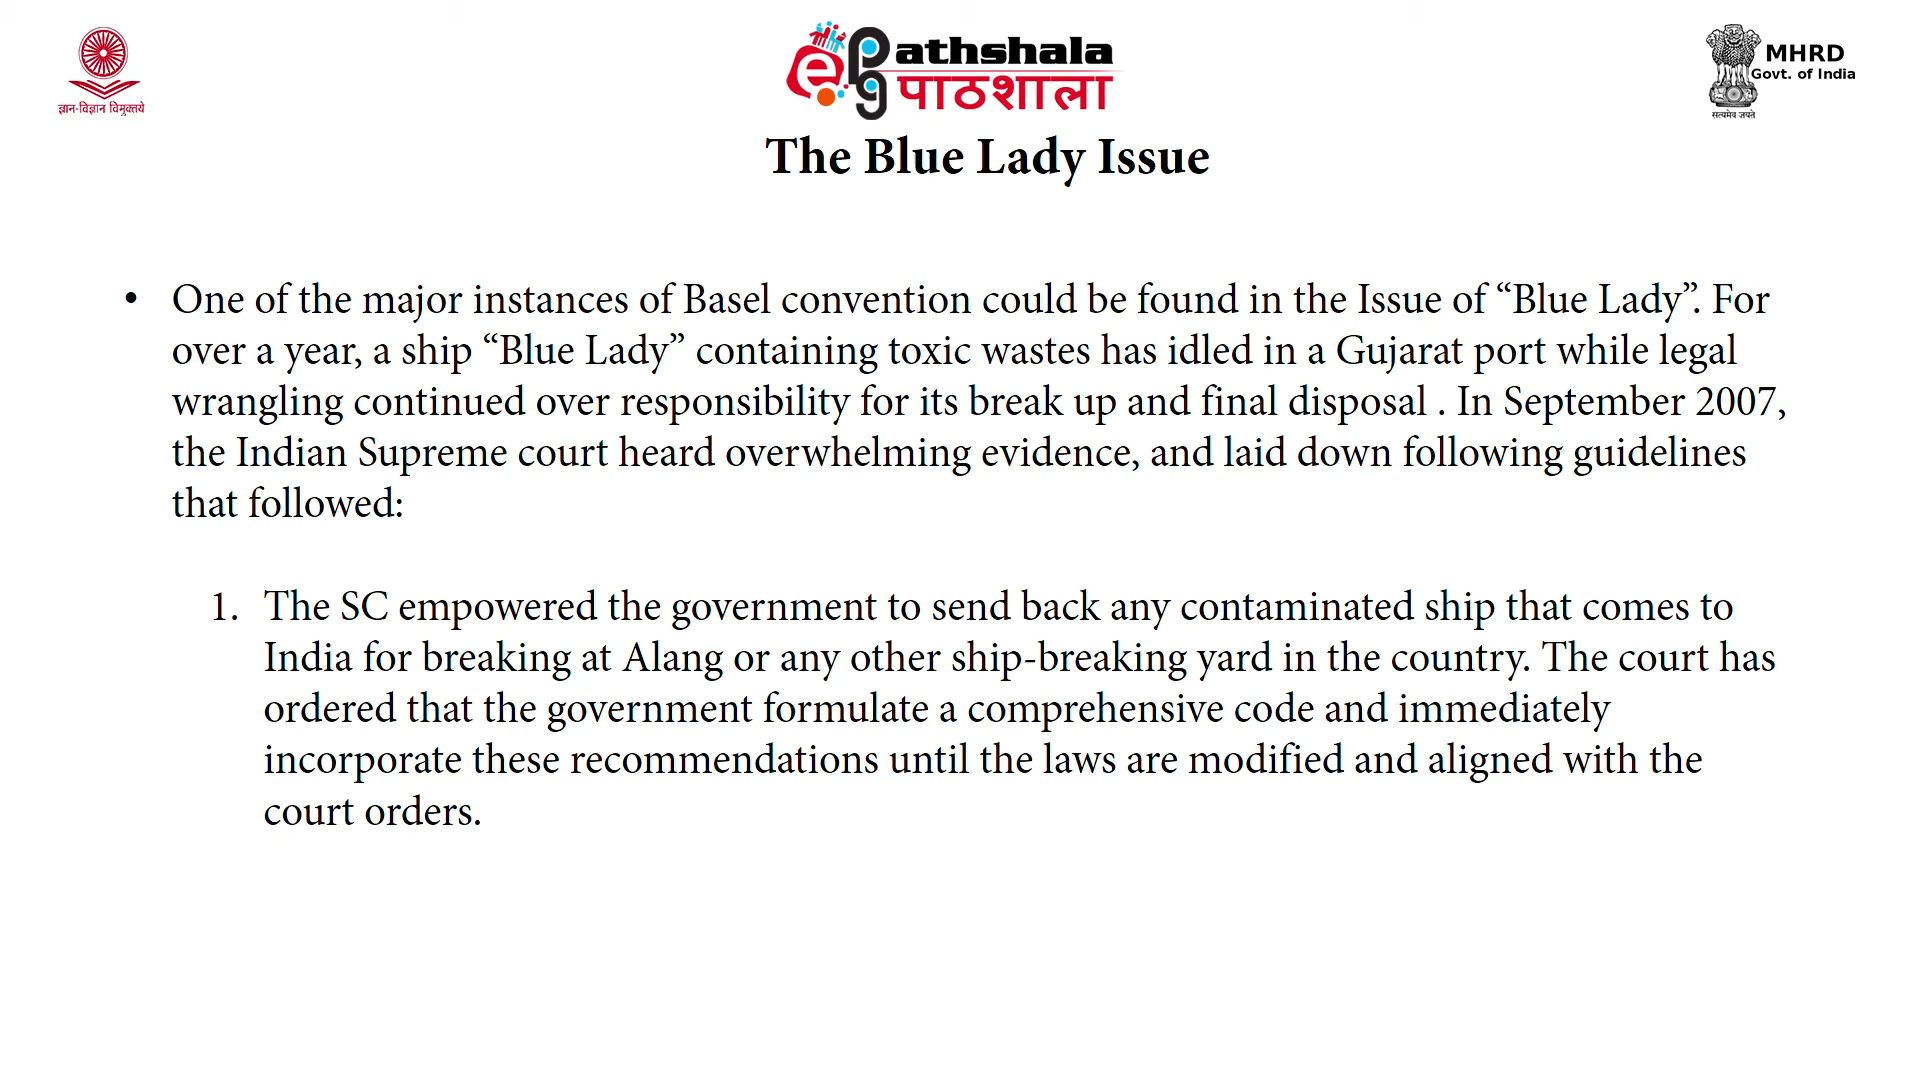 ज्ञान-विज्ञान विमुक्तये
e Pg athshala
पाठशाला
MHRD
Govt. of India
सत्यमेव जयते
The Blue Lady Issue
• One of the major instances of Basel convention could be found in the Issue of “Blue Lady”. For
over a year, a ship “Blue Lady” containing toxic wastes has idled in a Gujarat port while legal
wrangling continued over responsibility for its break up and final disposal . In September 2007,
the Indian Supreme court heard overwhelming evidence, and laid down following guidelines
that followed:
1. The SC empowered the government to send back any contaminated ship that comes to
India for breaking at Alang or any other ship-breaking yard in the country. The court has
ordered that the government formulate a comprehensive code and immediately
incorporate these recommendations until the laws are modified and aligned with the
court orders.